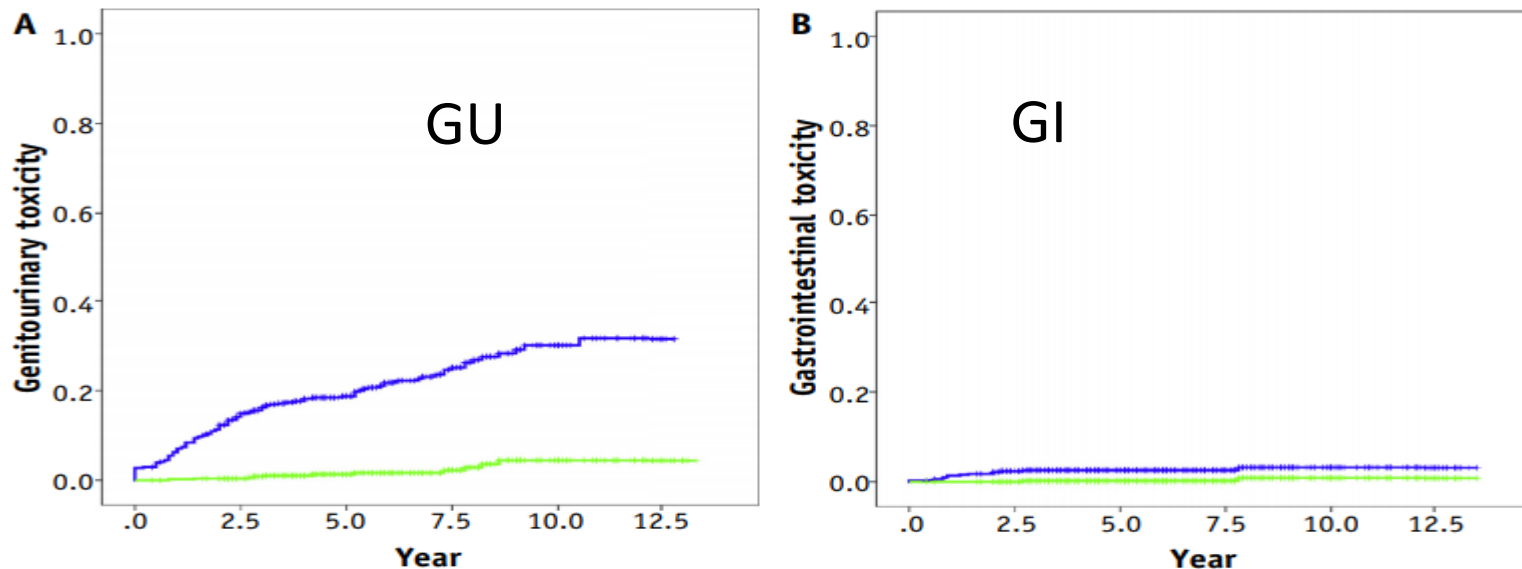 A
GU
Genitourinary toxicity
1.0
0.8
0.6
0.4
0.2
0.0
.0 2.5 5.0 7.5 10.0 12.5
Year
B
GI
Gastrointestinal toxicity
1.0
0.8
0.6
0.4
0.2
0.0
.0 2.5 5.0 7.5 10.0 12.5
Year